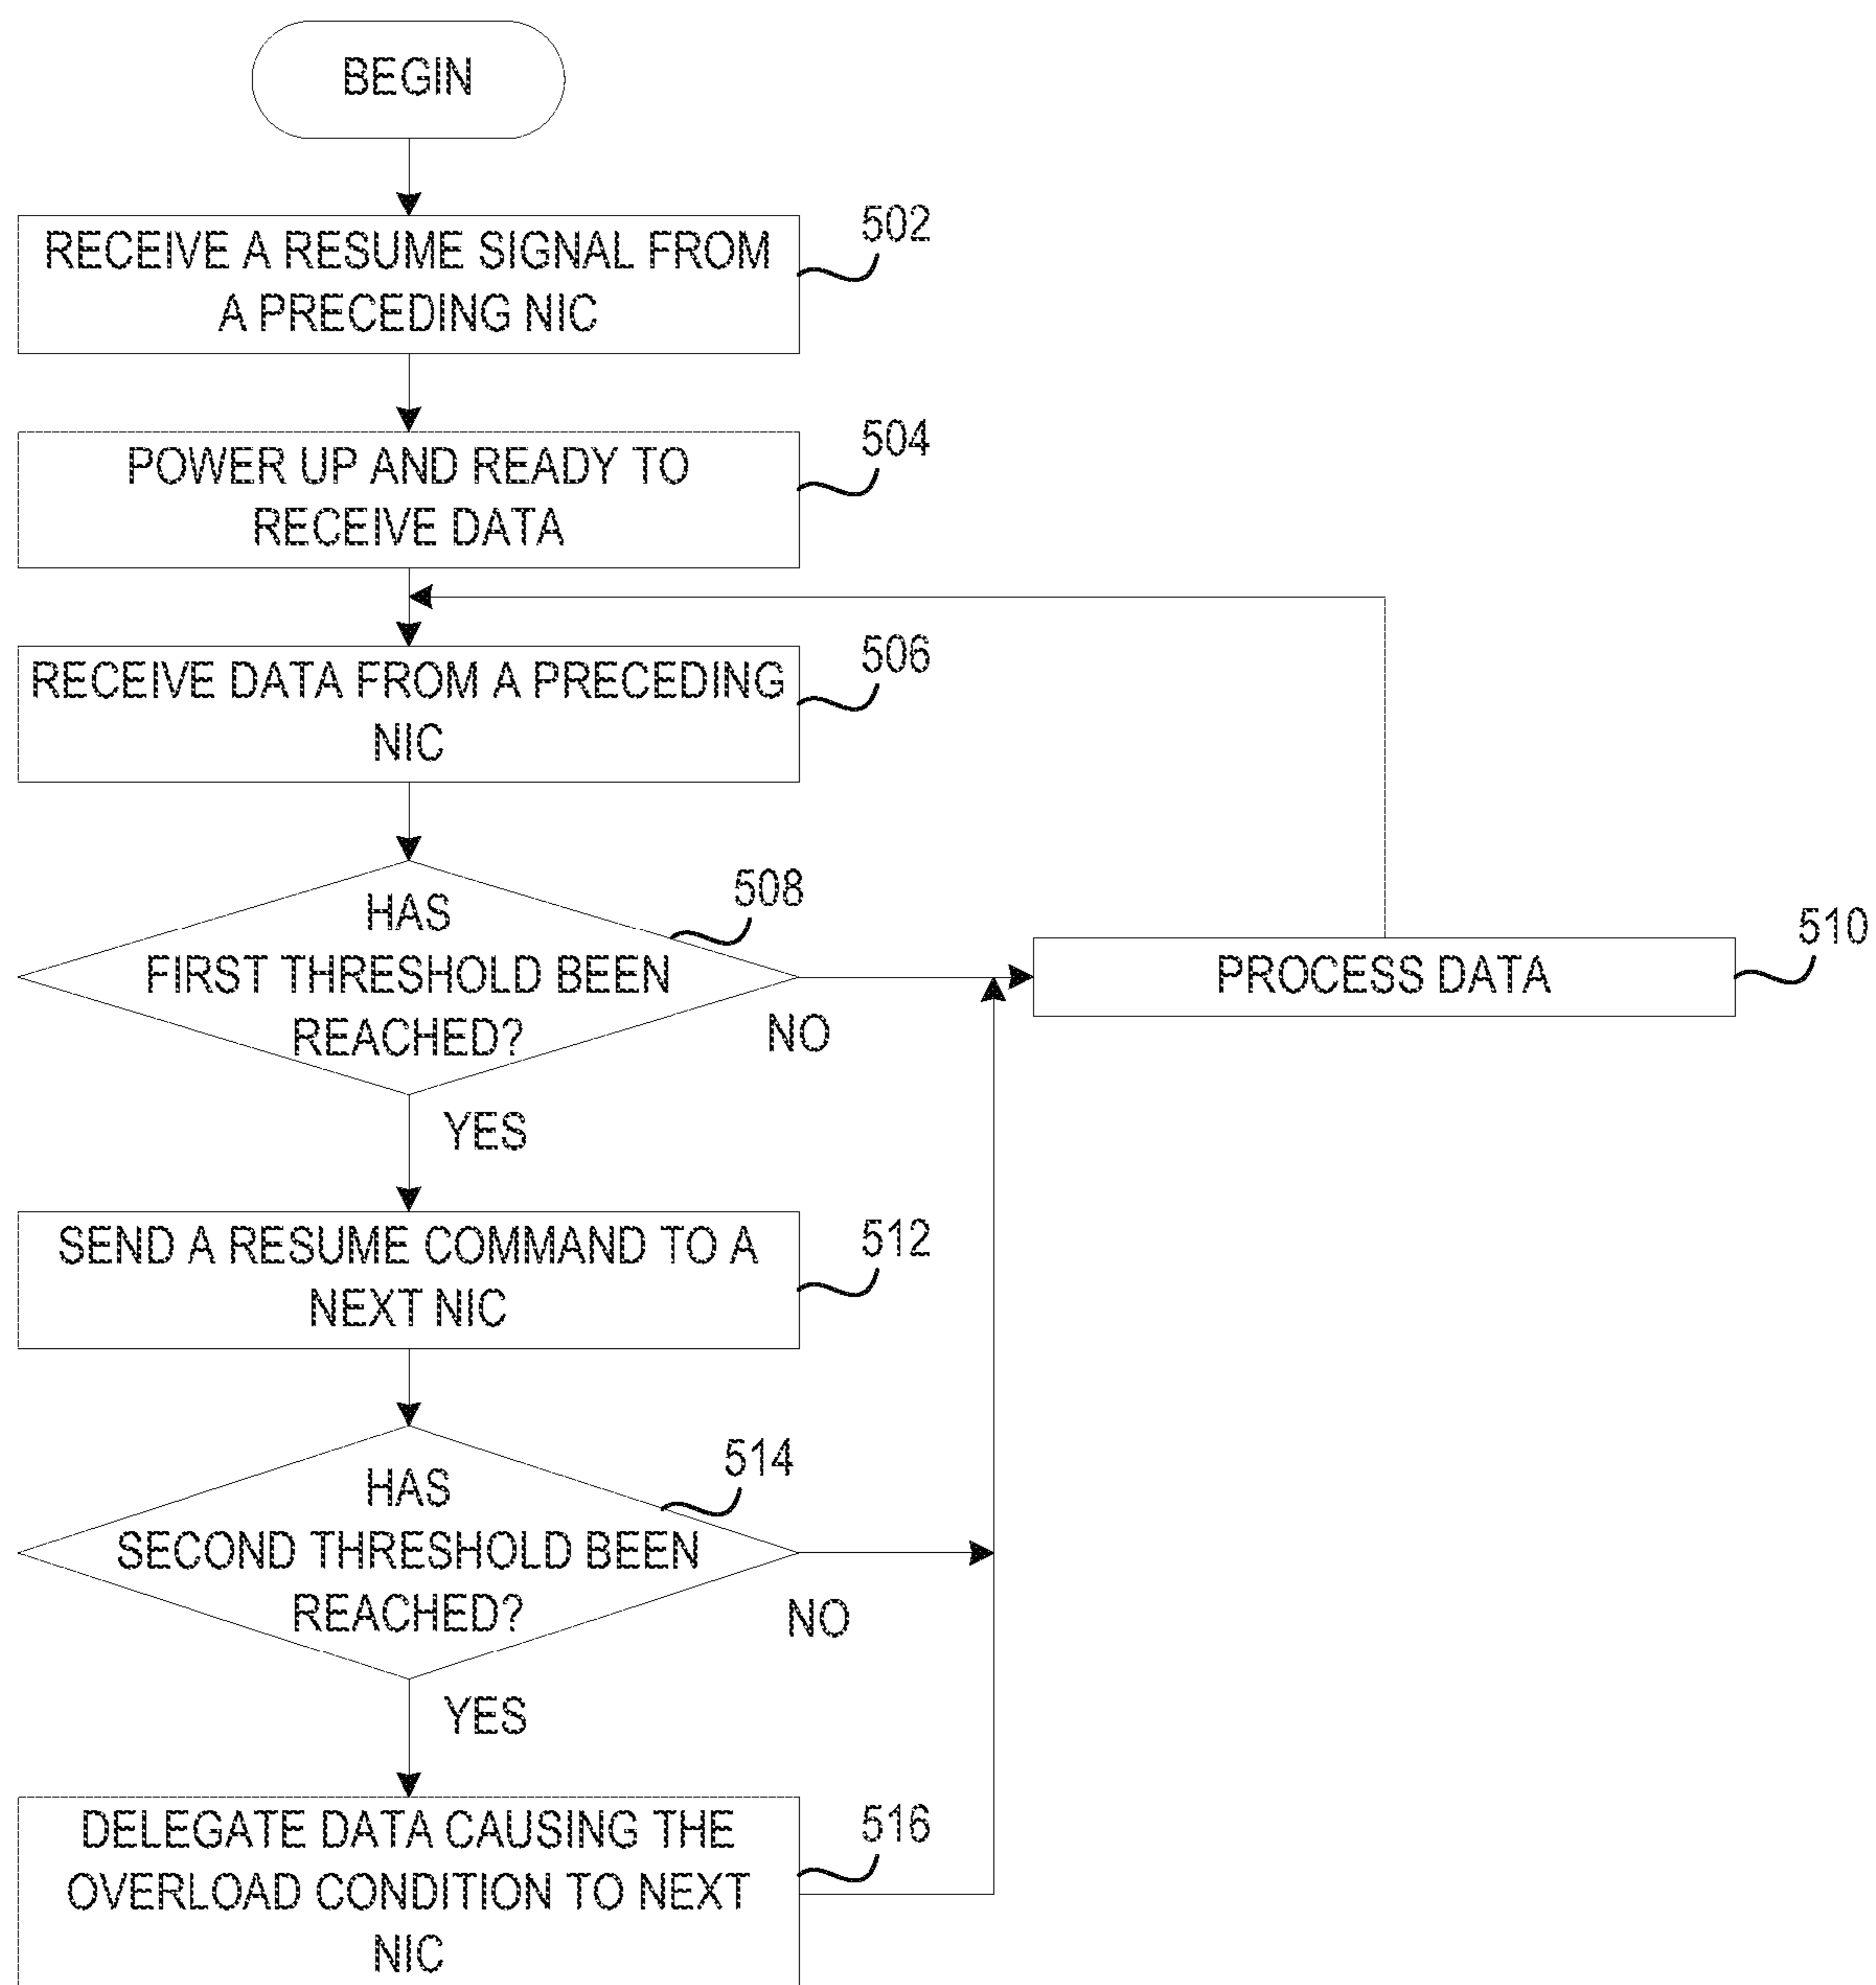 BEGIN
RECEIVE A RESUME SIGNAL FROM
A PRECEDING NIC
502
POWER UP AND READY TO
RECEIVE DATA
504
RECEIVE DATA FROM A PRECEDING
NIC
506
HAS
FIRST THRESHOLD BEEN
REACHED?
508
NO
YES
PROCESS DATA
510
SEND A RESUME COMMAND TO A
NEXT NIC
512
HAS
SECOND THRESHOLD BEEN
REACHED?
514
NO
YES
DELEGATE DATA CAUSING THE
OVERLOAD CONDITION TO NEXT
NIC
516